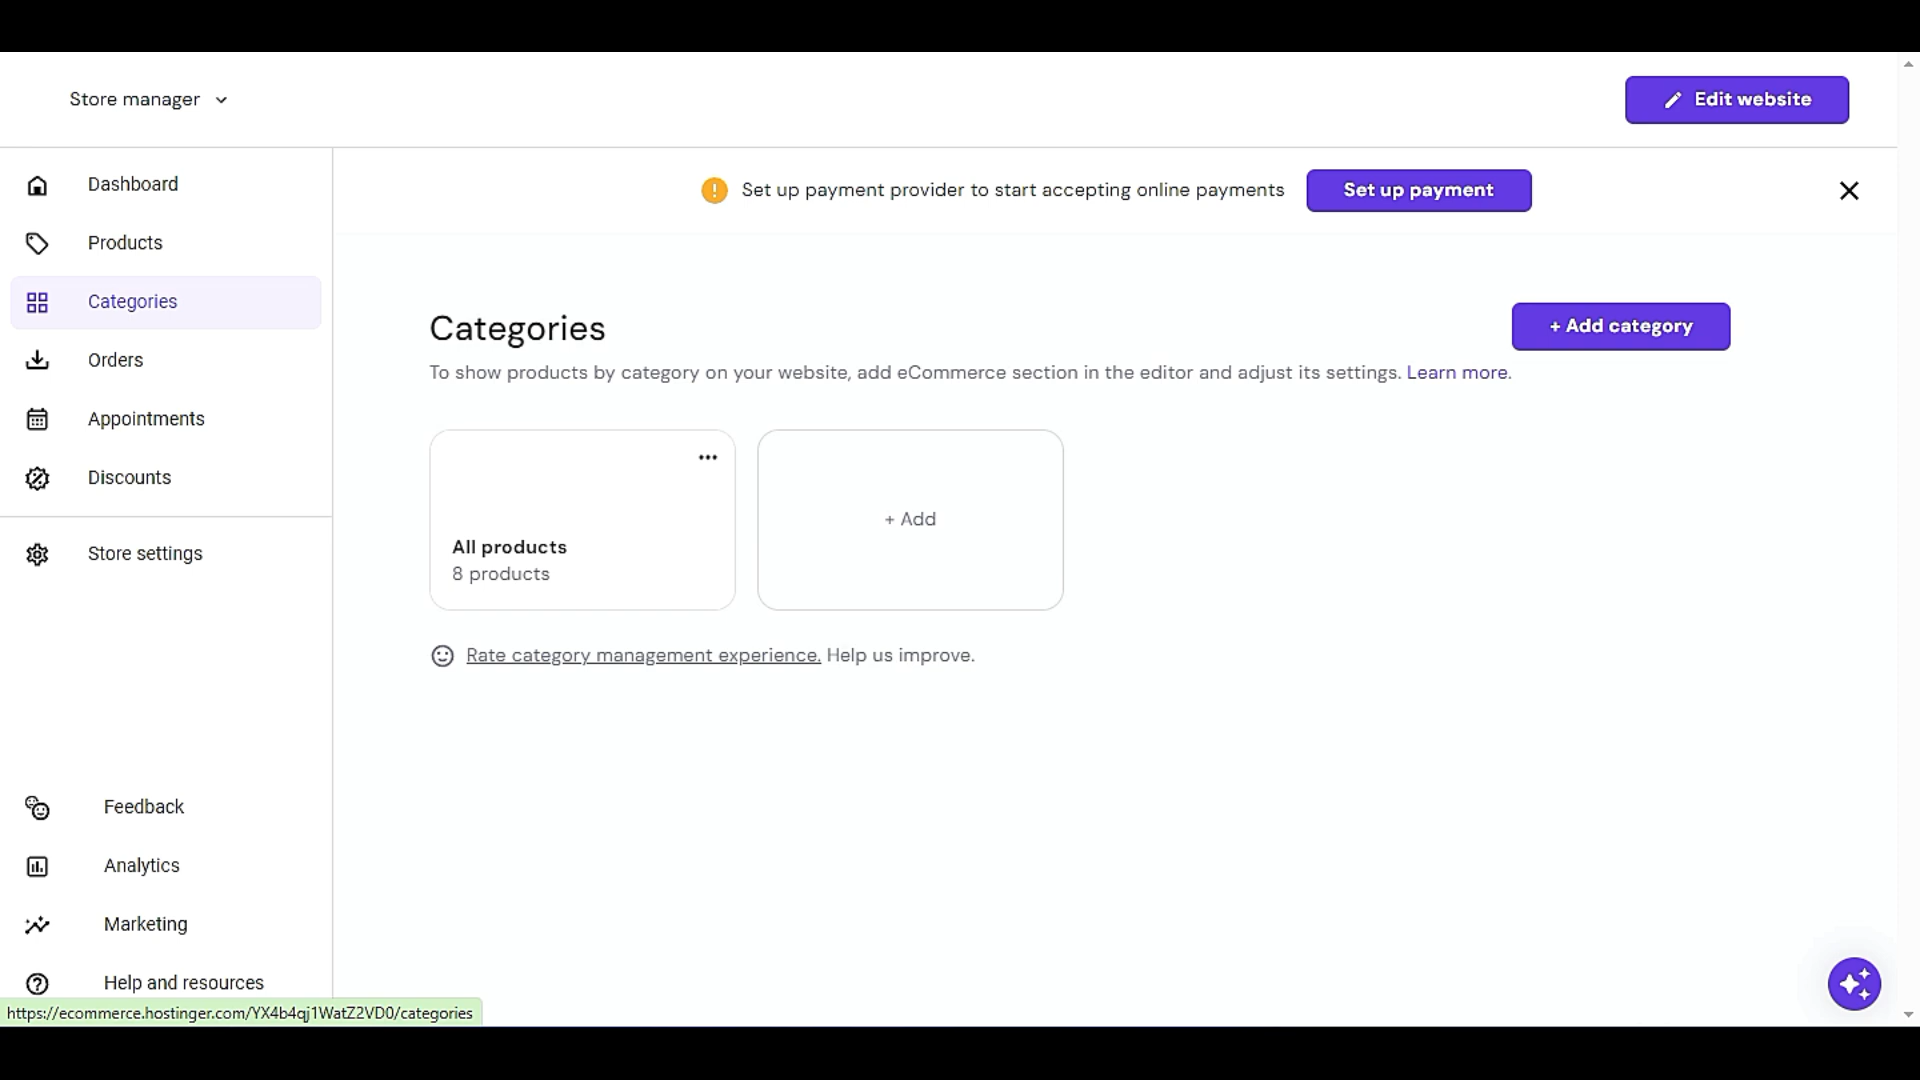 Store manager
Edit website
Dashboard
Products
Categories
Orders
Appointments
Discounts
Store settings
Feedback
Analytics
Marketing
Help and resources
Set up payment provider to start accepting online payments
Set up payment
Categories
+ Add category
To show products by category on your website, add eCommerce section in the editor and adjust its settings. Learn more.
All products
8 products
+ Add
Rate category management experience. Help us improve.
https://ecommerce.hostinger.com/YX4b4qj1WatZ2VD0/categories